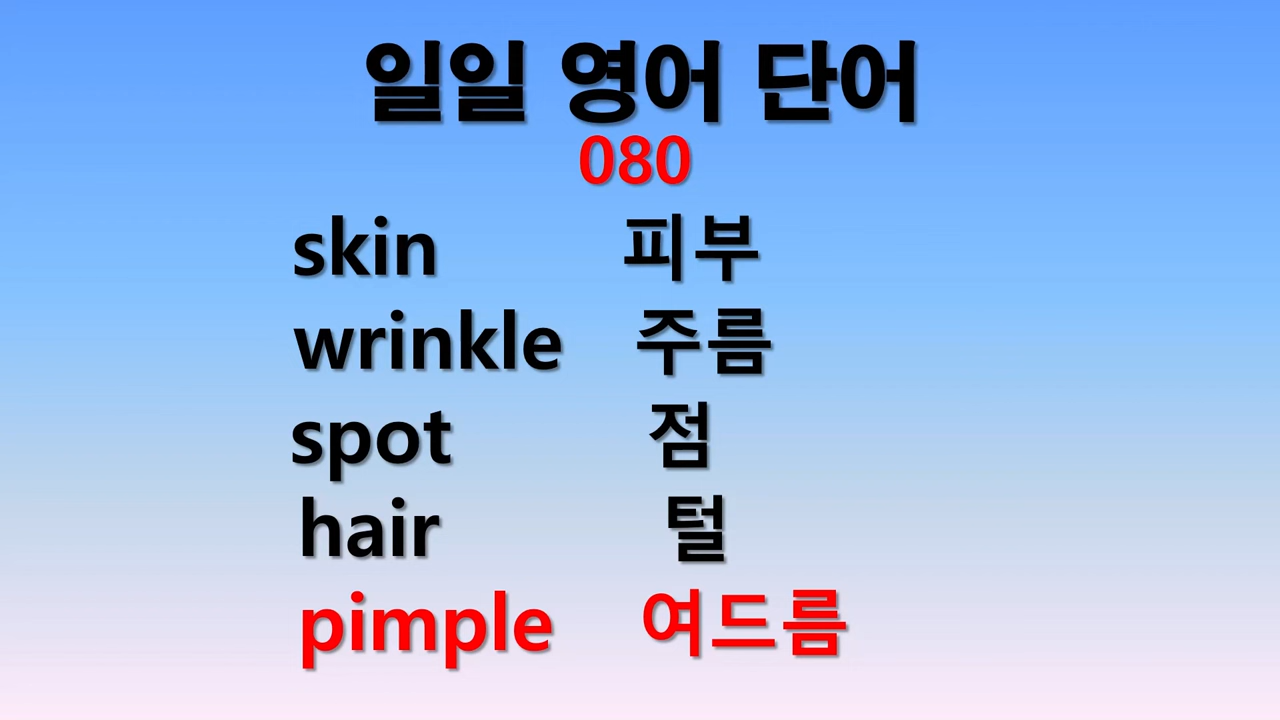 일일 영어 단어
080
skin 피부
wrinkle 주름
spot 점
hair 털
pimple 여드름